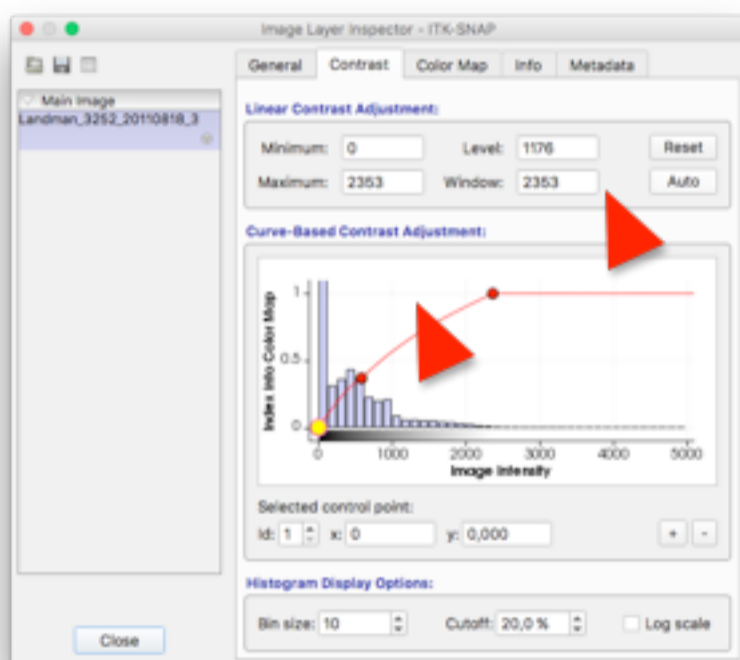 Image Layer Inspector - ITK-SNAP
General Contrast Color Map Info Metadata
Main Image
Landman_3252_20110818_3
Linear Contrast Adjustment:
Minimum: 0 Level: 1176 Reset
Maximum: 2353 Window: 2353 Auto
Curve-Based Contrast Adjustment:
Index into Color Map
1
0.5
0
0 1000 2000 3000 4000 5000
Image Intensity
Selected control point:
Id: 1 x: 0 y: 0,000 + -
Histogram Display Options:
Bin size: 10 Cutoff: 20,0 % Log scale
Close